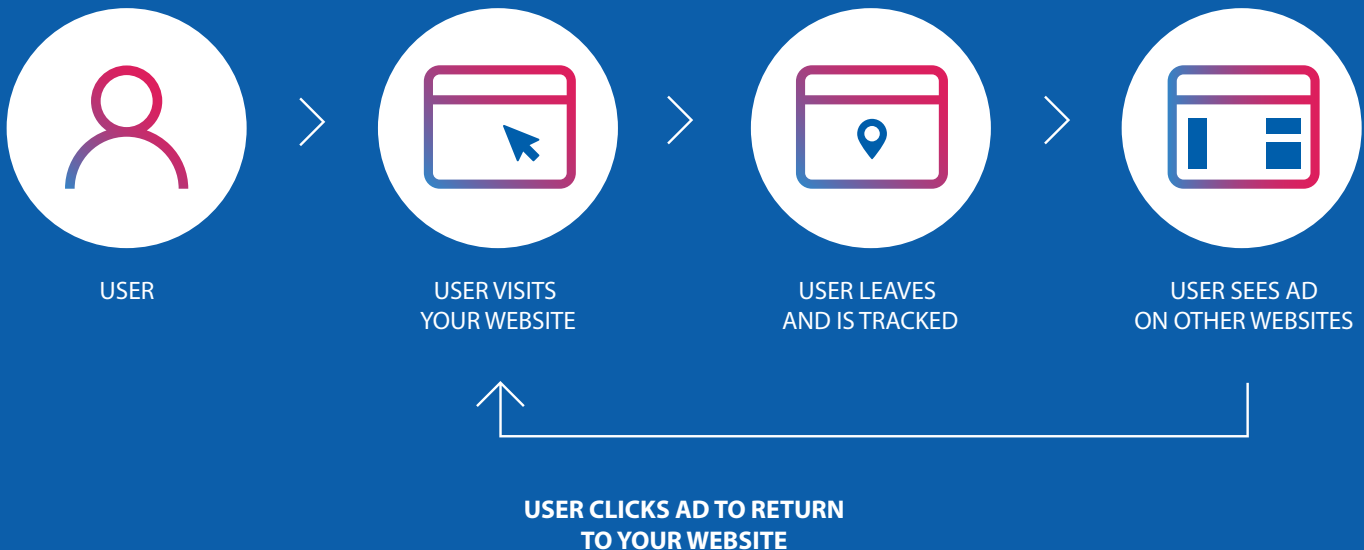 USER
USER VISITS
YOUR WEBSITE
USER LEAVES
AND IS TRACKED
USER SEES AD
ON OTHER WEBSITES
USER CLICKS AD TO RETURN
TO YOUR WEBSITE